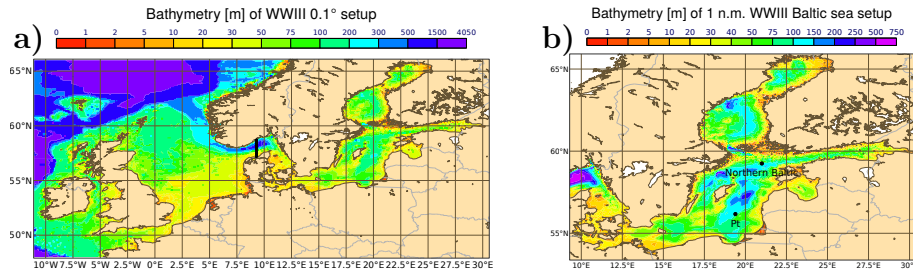 Bathymetry [m] of WWIII 0.1° setup
a)
0 1 2 5 10 20 30 50 75 100 200 300 500 1500 4050
65°N
60°N
55°N
50°N
10°W 7.5°W 5°W 2.5°W 0°E 2.5°E 5°E 7.5°E 10°E 12.5°E 15°E 17.5°E 20°E 22.5°E 25°E 27.5°E 30°E
Bathymetry [m] of 1 n.m. WWIII Baltic sea setup
b)
0 1 2 5 10 20 30 40 50 75 100 150 200 500 750
65°N
60°N
55°N
Northern Baltic
Pt
10°E 12.5°E 15°E 17.5°E 20°E 22.5°E 25°E 27.5°E 30°E